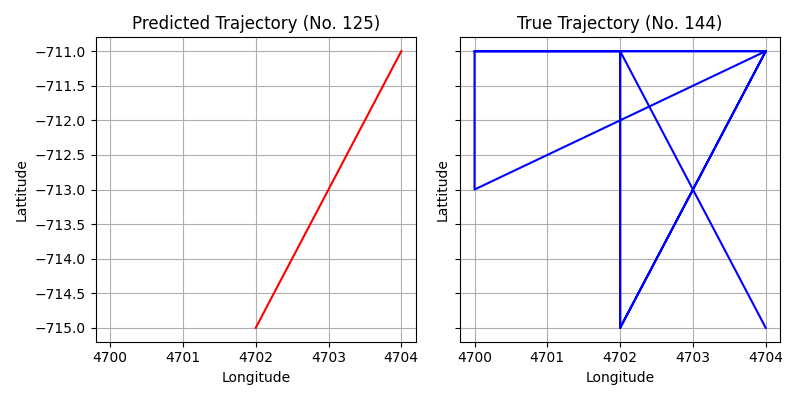 Predicted Trajectory (No. 125)
True Trajectory (No. 144)
Lattitude
−711.0
−711.5
−712.0
−712.5
−713.0
−713.5
−714.0
−714.5
−715.0
4700 4701 4702 4703 4704
Longitude
Lattitude
4700 4701 4702 4703 4704
Longitude